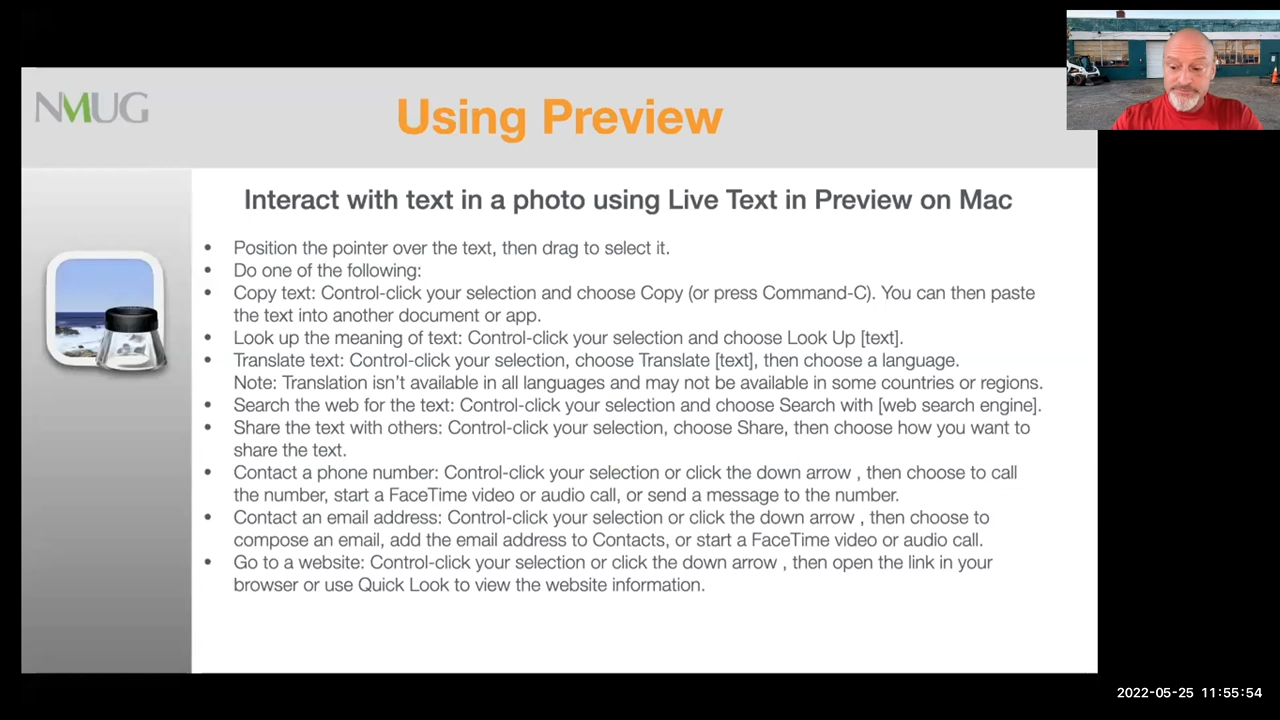 NMUG
Using Preview
Interact with text in a photo using Live Text in Preview on Mac
• Position the pointer over the text, then drag to select it.
• Do one of the following:
• Copy text: Control-click your selection and choose Copy (or press Command-C). You can then paste
the text into another document or app.
• Look up the meaning of text: Control-click your selection and choose Look Up [text].
• Translate text: Control-click your selection, choose Translate [text], then choose a language.
Note: Translation isn’t available in all languages and may not be available in some countries or regions.
• Search the web for the text: Control-click your selection and choose Search with [web search engine].
• Share the text with others: Control-click your selection, choose Share, then choose how you want to
share the text.
• Contact a phone number: Control-click your selection or click the down arrow , then choose to call
the number, start a FaceTime video or audio call, or send a message to the number.
• Contact an email address: Control-click your selection or click the down arrow , then choose to
compose an email, add the email address to Contacts, or start a FaceTime video or audio call.
• Go to a website: Control-click your selection or click the down arrow , then open the link in your
browser or use Quick Look to view the website information.
2022-05-25 11:55:54